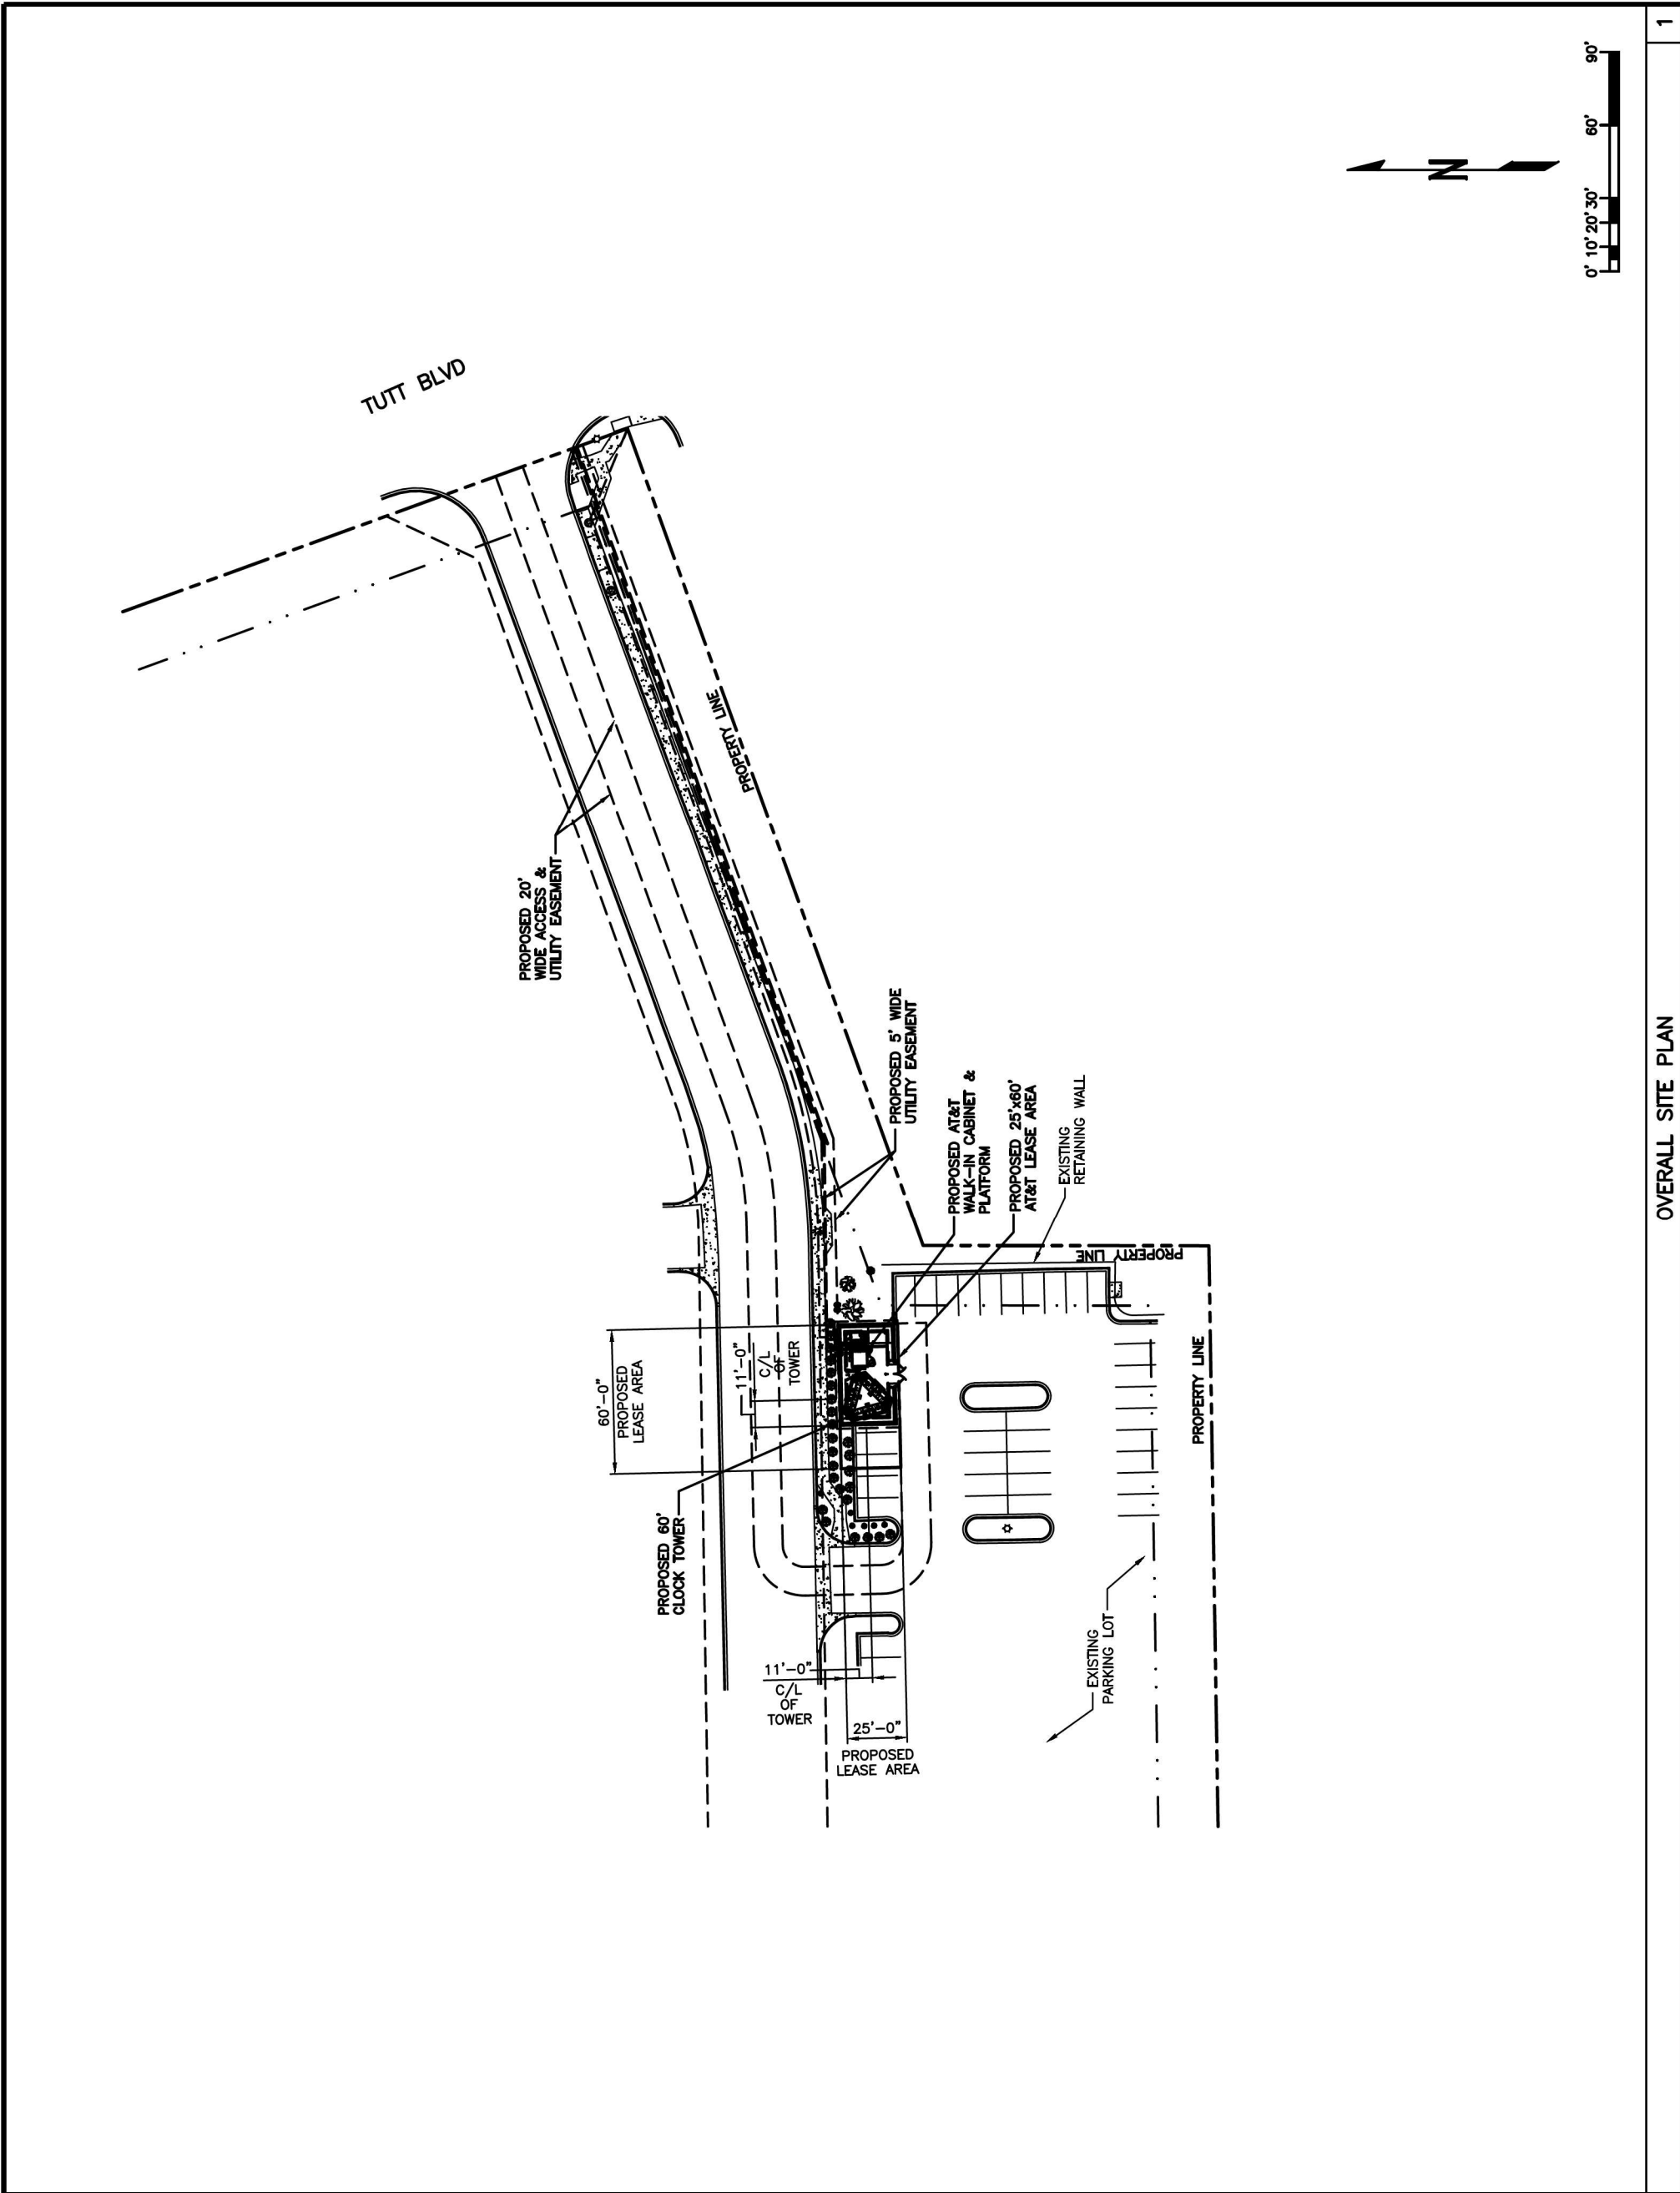 TUTT BLVD
PROPOSED 20'
WIDE ACCESS &
UTILITY EASEMENT
PROPERTY LINE
PROPOSED 5' WIDE
UTILITY EASEMENT
PROPOSED AT&T
WALK-IN CABINET &
PLATFORM
PROPOSED 25'x60'
AT&T LEASE AREA
EXISTING
RETAINING WALL
PROPERTY LINE
PROPERTY LINE
60'-0"
PROPOSED
LEASE AREA
11'-0"
C/L
OF
TOWER
PROPOSED 60'
CLOCK TOWER
11'-0"
C/L
OF
TOWER
25'-0"
PROPOSED
LEASE AREA
EXISTING
PARKING LOT
N
0' 10' 20' 30' 60' 90'
OVERALL SITE PLAN
1